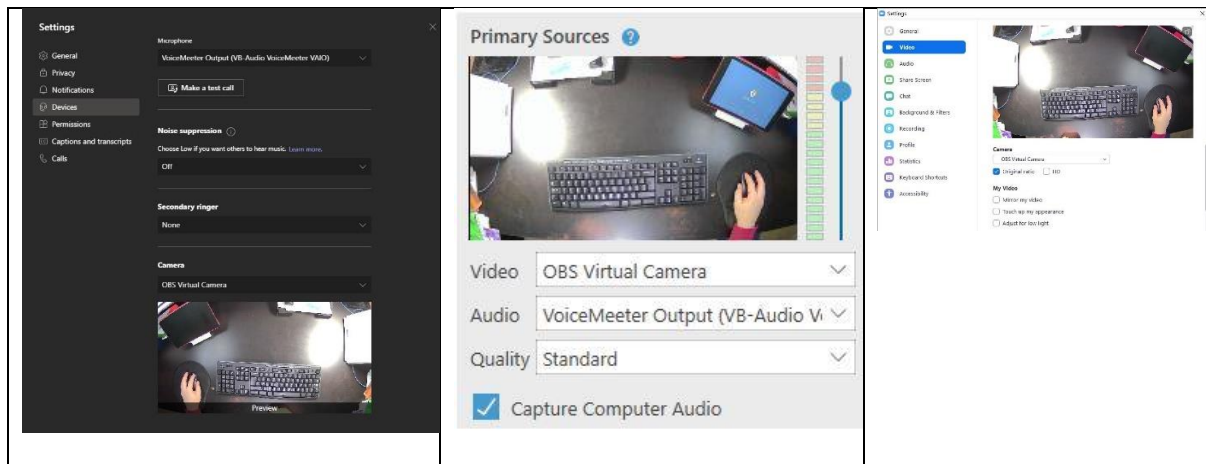 Settings
General
Privacy
Notifications
Devices
Permissions
Captions and transcripts
Calls
Microphone
VoiceMeeter Output (VB-Audio VoiceMeeter VAIO)
Make a test call
Noise suppression
Choose Low if you want others to hear music. Learn more.
Off
Secondary ringer
None
Camera
OBS Virtual Camera
Preview
Primary Sources ?
Video OBS Virtual Camera
Audio VoiceMeeter Output (VB-Audio V
Quality Standard
Capture Computer Audio
Settings
General
Video
Audio
Share Screen
Chat
Background & Filters
Recording
Profile
Statistics
Keyboard Shortcuts
Accessibility
Camera
OBS Virtual Camera
Original ratio HD
My Video
Mirror my video
Touch up my appearance
Adjust for low light